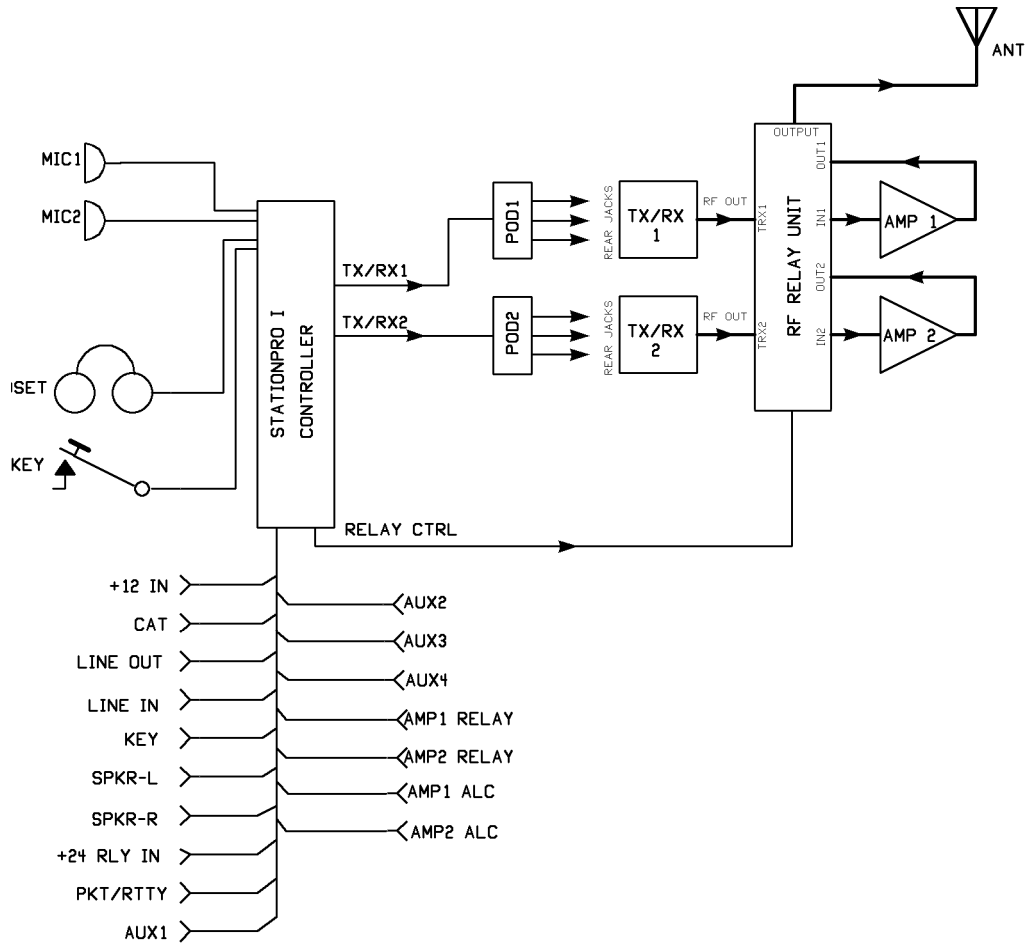 ANT
OUTPUT
OUT1
MIC1
MIC2
POD1
REAR JACKS
TX/RX
1
RF OUT
TRX1
RF RELAY UNIT
IN1
AMP 1
TX/RX1
OUT2
TX/RX2
STATIONPRO I
CONTROLLER
POD2
REAR JACKS
TX/RX
2
RF OUT
TRX2
IN2
AMP 2
SET
KEY
RELAY CTRL
+12 IN
AUX2
CAT
AUX3
LINE OUT
AUX4
LINE IN
AMP1 RELAY
KEY
AMP2 RELAY
SPKR-L
AMP1 ALC
SPKR-R
AMP2 ALC
+24 RLY IN
PKT/RTTY
AUX1